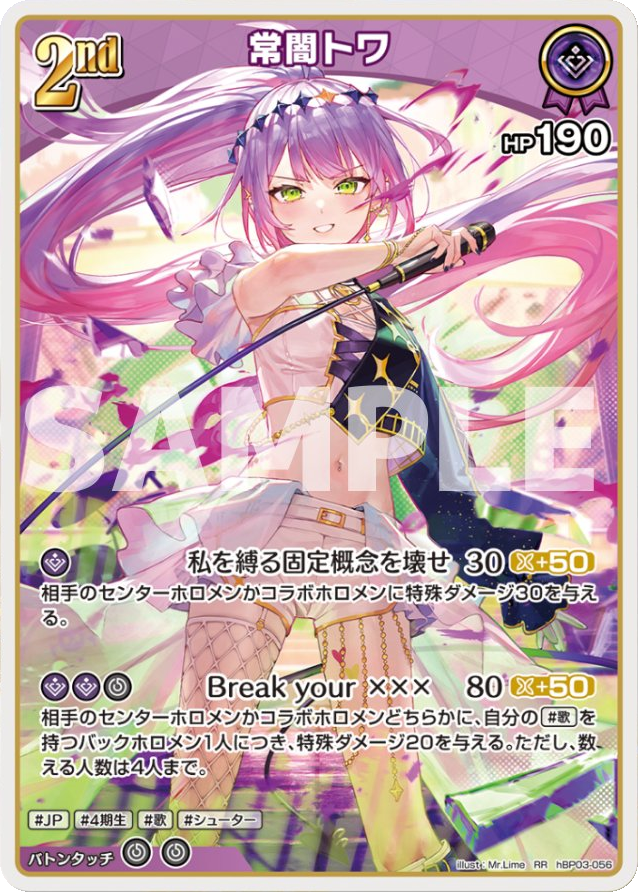 2nd
常闇トワ
HP190
SAMPLE
私を縛る固定概念を壊せ 30 +50
相手のセンターホロメンかコラボホロメンに特殊ダメージ30を与え
る。
Break your ××× 80 +50
相手のセンターホロメンかコラボホロメンどちらかに、自分の#歌を
持つバックホロメン1人につき、特殊ダメージ20を与える。ただし、数
える人数は4人まで。
#JP #4期生 #歌 #シューター
バトンタッチ
illust : Mr.Lime RR hBP03-056